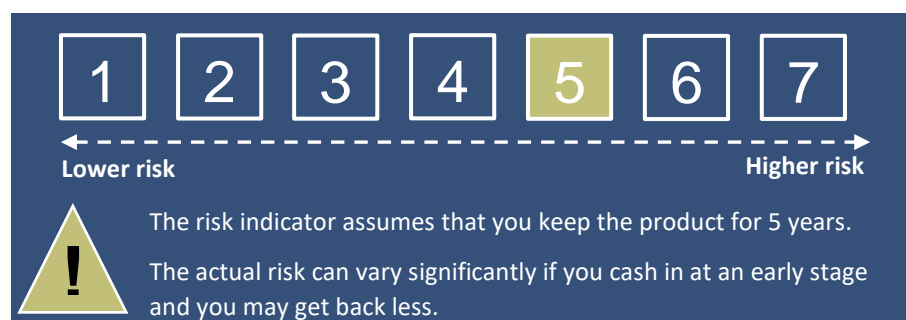 1 2 3 4 5 6 7
Lower risk Higher risk
!
The risk indicator assumes that you keep the product for 5 years.
The actual risk can vary significantly if you cash in at an early stage
and you may get back less.